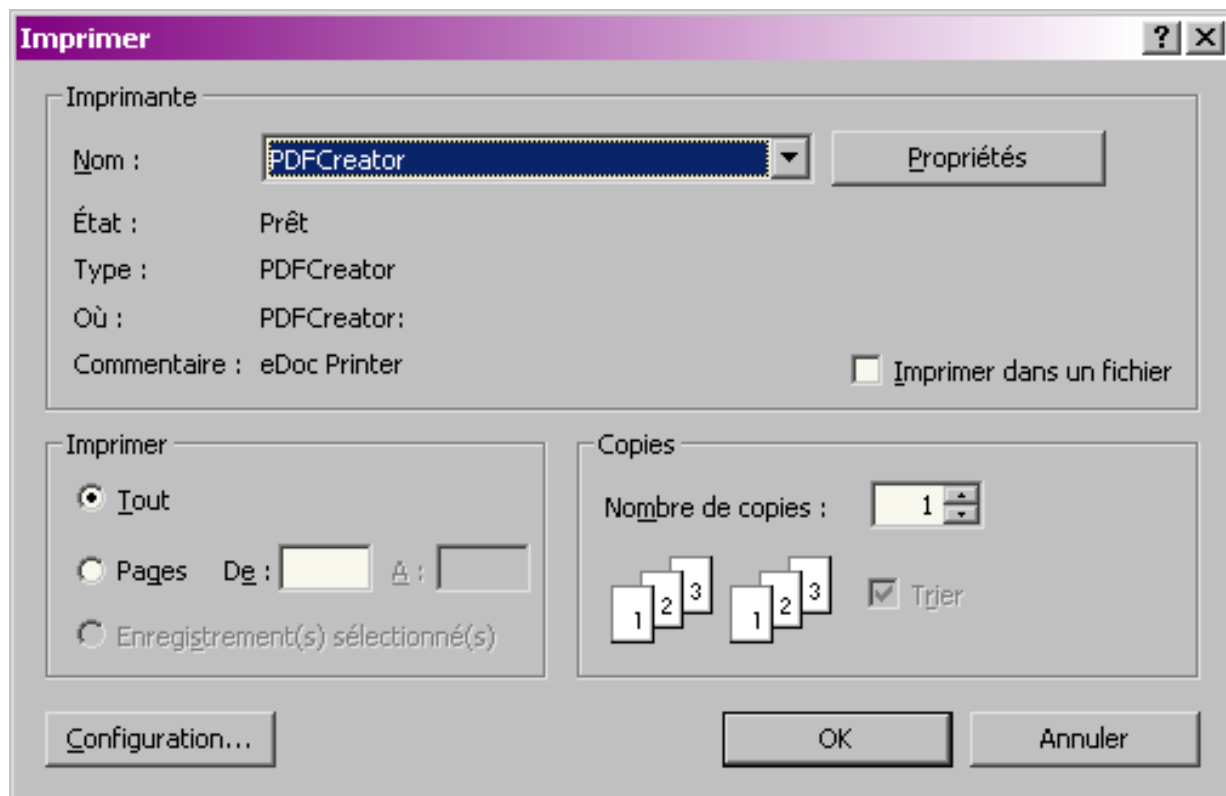 Imprimer
Imprimante
Nom : PDFCreator Propriétés
État : Prêt
Type : PDFCreator
Où : PDFCreator:
Commentaire : eDoc Printer Imprimer dans un fichier
Imprimer
Tout
Pages De : A :
Enregistrement(s) sélectionné(s)
Copies
Nombre de copies : 1
1 2 3 1 2 3 Trier
Configuration... OK Annuler